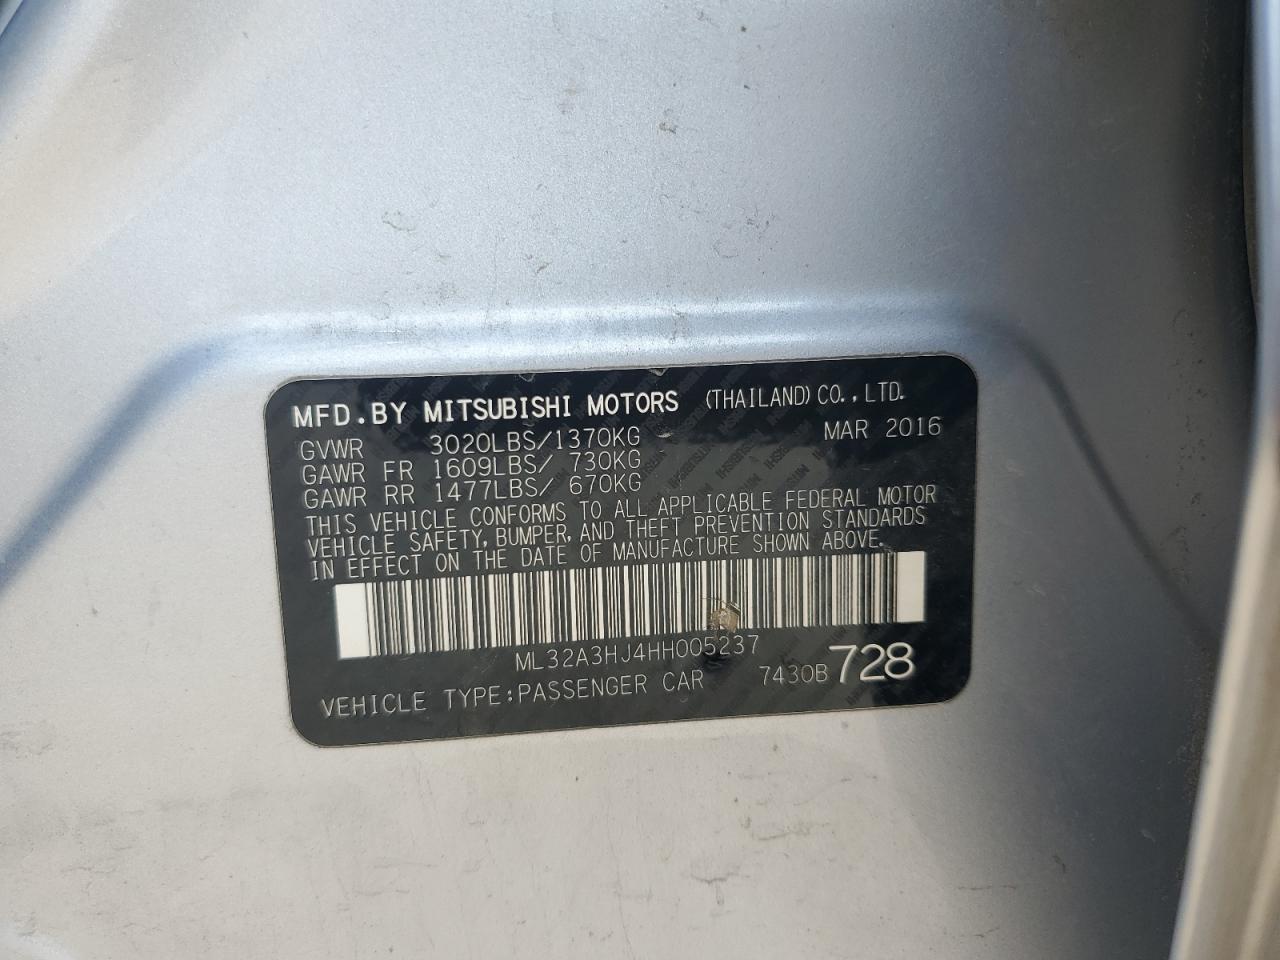 MFD.BY MITSUBISHI MOTORS (THAILAND)CO.,LTD.
GVWR 3020LBS/1370KG MAR 2016
GAWR FR 1609LBS/ 730KG
GAWR RR 1477LBS/ 670KG
THIS VEHICLE CONFORMS TO ALL APPLICABLE FEDERAL MOTOR
VEHICLE SAFETY, BUMPER, AND THEFT PREVENTION STANDARDS
IN EFFECT ON THE DATE OF MANUFACTURE SHOWN ABOVE.
ML32A3HJ4HH005237
VEHICLE TYPE:PASSENGER CAR 7430B 728